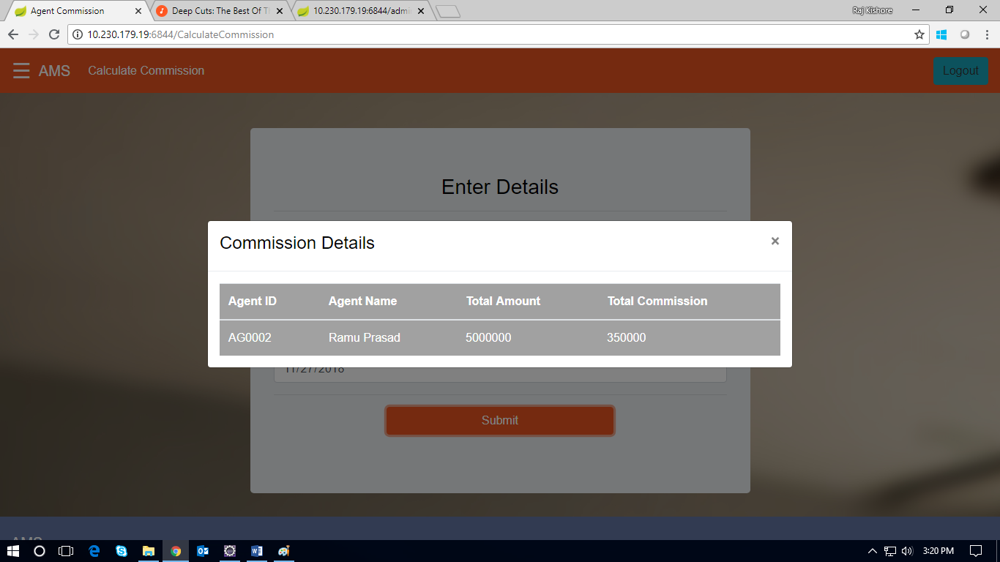 Agent Commission
Deep Cuts: The Best Of T
10.230.179.19:6844/adm
Raj Kishore
10.230.179.19:6844/CalculateCommission
AMS Calculate Commission Logout
Enter Details
Commission Details ×
Agent ID Agent Name Total Amount Total Commission
AG0002 Ramu Prasad 5000000 350000
11/27/2018
Submit
AMS
3:20 PM